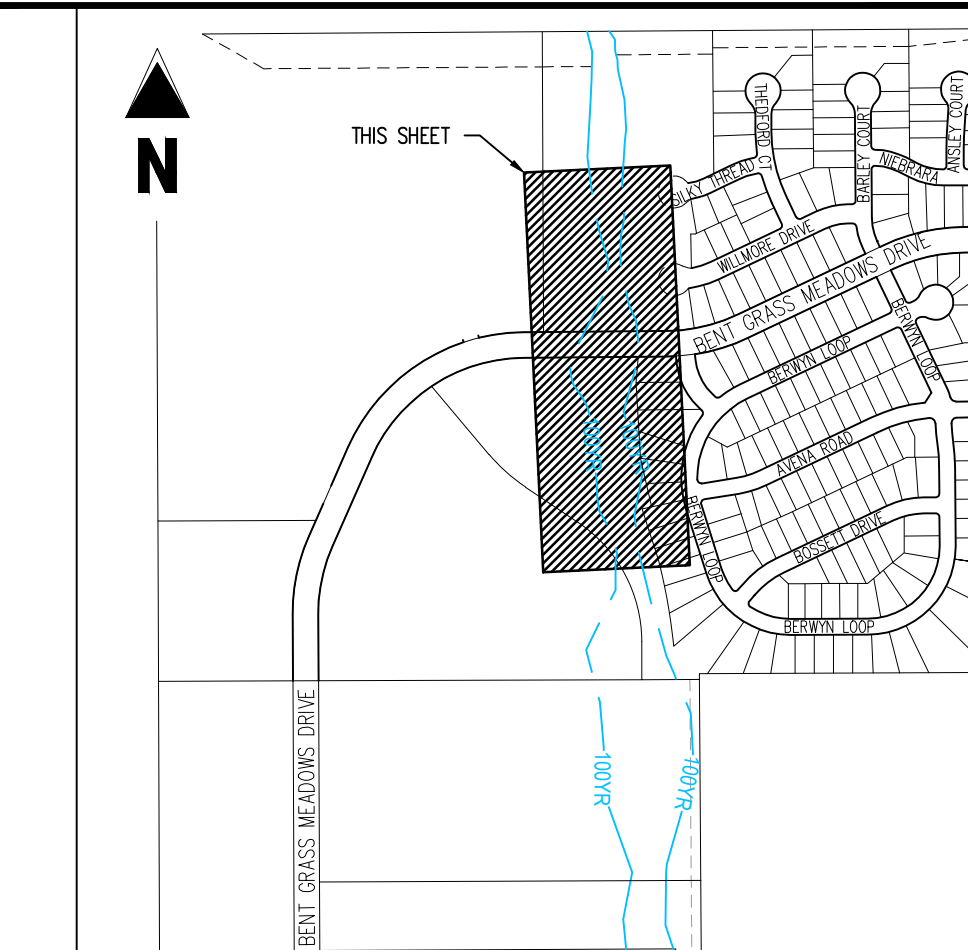 N
THIS SHEET
THEDFORD CT
BARLEY COURT
ANSLEY COURT
NIEBRARA
SILKY THREAD
WILLMORE DRIVE
BENT GRASS MEADOWS DRIVE
BERWYN LOOP
BERWYN LOOP
100YR
100YR
AVENA ROAD
BERWYN LOOP
BOSSETT DRIVE
BERWYN LOOP
BENT GRASS MEADOWS DRIVE
100YR
100YR